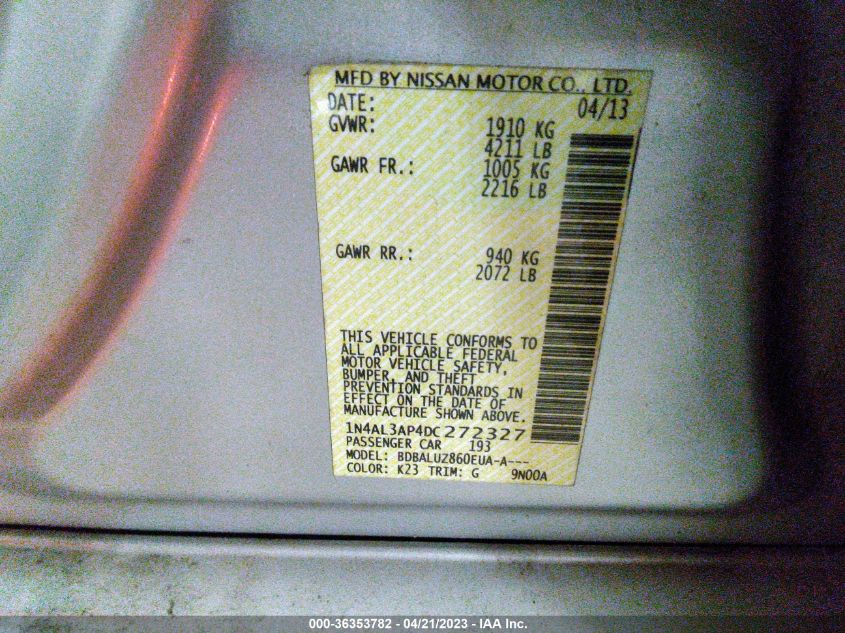 MFD BY NISSAN MOTOR CO., LTD.
DATE: 04/13
GVWR: 1910 KG
4211 LB
GAWR FR.: 1005 KG
2216 LB
GAWR RR.: 940 KG
2072 LB
THIS VEHICLE CONFORMS TO
ALL APPLICABLE FEDERAL
MOTOR VEHICLE SAFETY,
BUMPER, AND THEFT
PREVENTION STANDARDS IN
EFFECT ON THE DATE OF
MANUFACTURE SHOWN ABOVE.
1N4AL3AP4DC272327
PASSENGER CAR 193
MODEL: BDBALUZ860EUA-A---
COLOR: K23 TRIM: G 9N00A
000-36353782 - 04/21/2023 - IAA Inc.